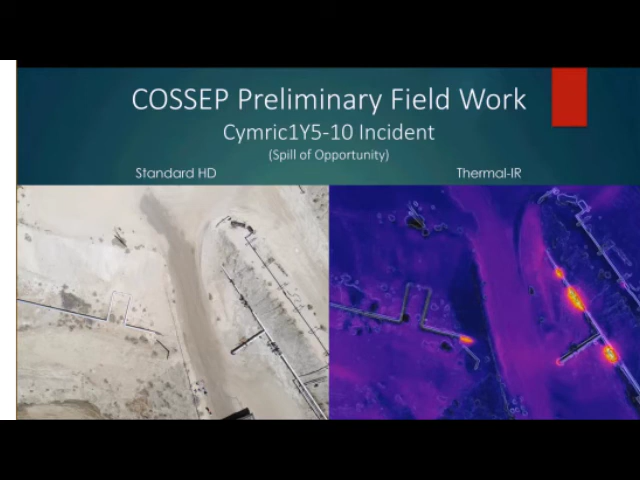 COSSEP Preliminary Field Work
Cymric1Y5-10 Incident
(Spill of Opportunity)
Standard HD
Thermal-IR